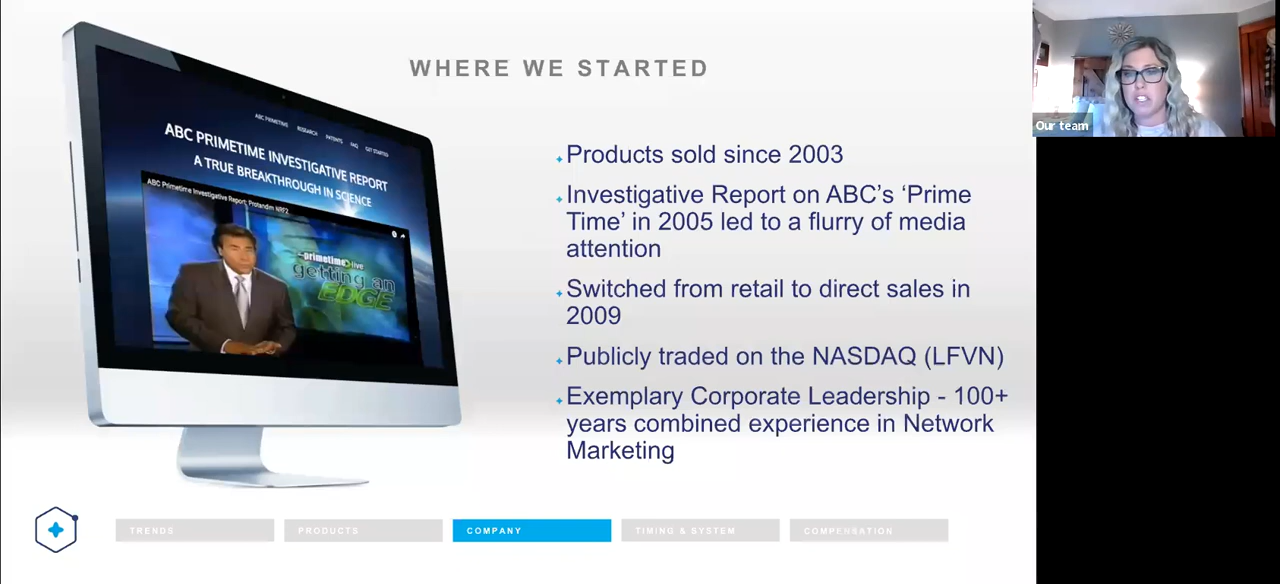 WHERE WE STARTED
Our team
ABC PRIMETIME
RESEARCH
PATENTS
FAQ
GET STARTED
ABC PRIMETIME INVESTIGATIVE REPORT
A TRUE BREAKTHROUGH IN SCIENCE
ABC Primetime Investigative Report: Protandim NRF2
primetime live
getting an
EDGE
Products sold since 2003
Investigative Report on ABC’s ‘Prime
Time’ in 2005 led to a flurry of media
attention
Switched from retail to direct sales in
2009
Publicly traded on the NASDAQ (LFVN)
Exemplary Corporate Leadership - 100+
years combined experience in Network
Marketing
TRENDS
PRODUCTS
COMPANY
TIMING & SYSTEM
COMPENSATION